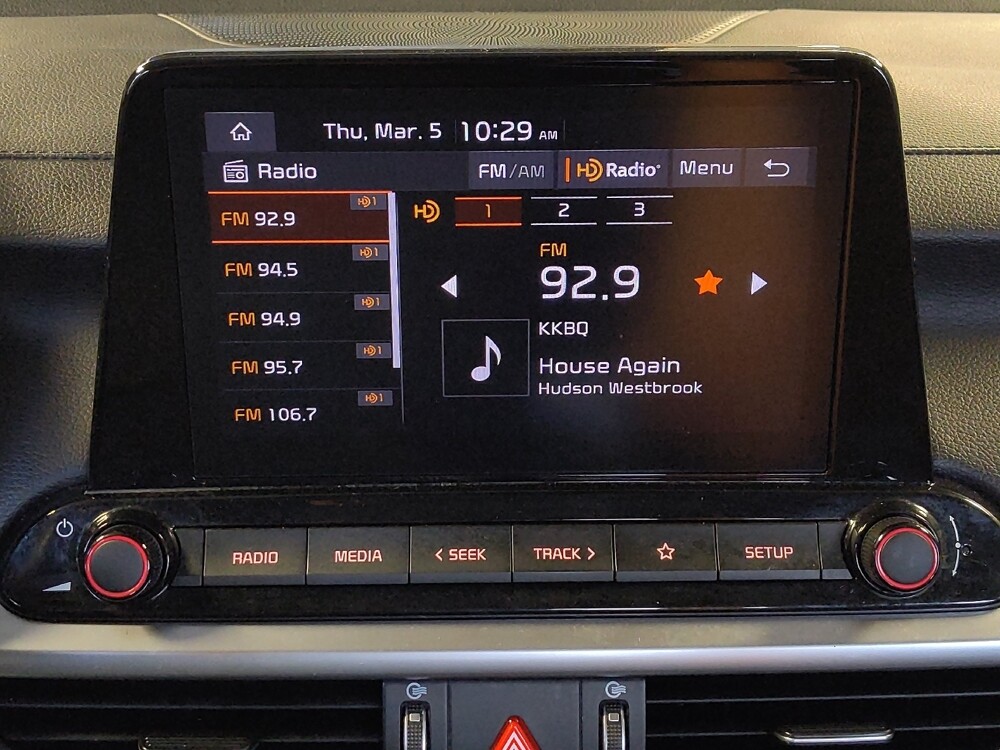 Thu, Mar. 5 10:29 AM
Radio FM/AM HD Radio® Menu
FM 92.9 HD1
FM 94.5 HD1
FM 94.9 HD1
FM 95.7 HD1
FM 106.7 HD1
HD 1 2 3
FM
92.9
KKBQ
House Again
Hudson Westbrook
RADIO MEDIA < SEEK TRACK > SETUP